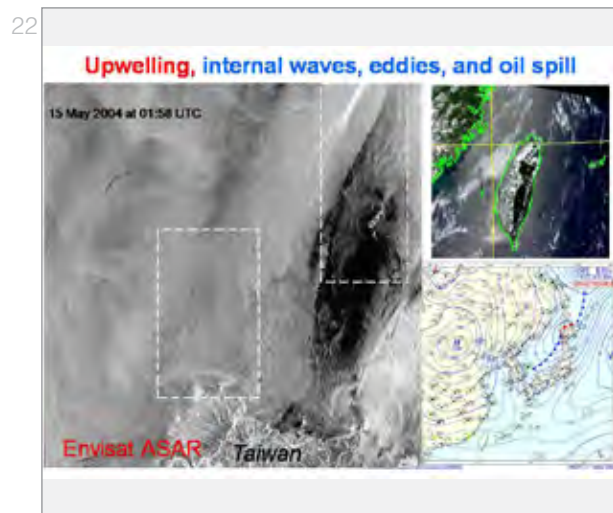 22
Upwelling, internal waves, eddies, and oil spill
15 May 2004 at 01:58 UTC
Envisat ASAR
Taiwan